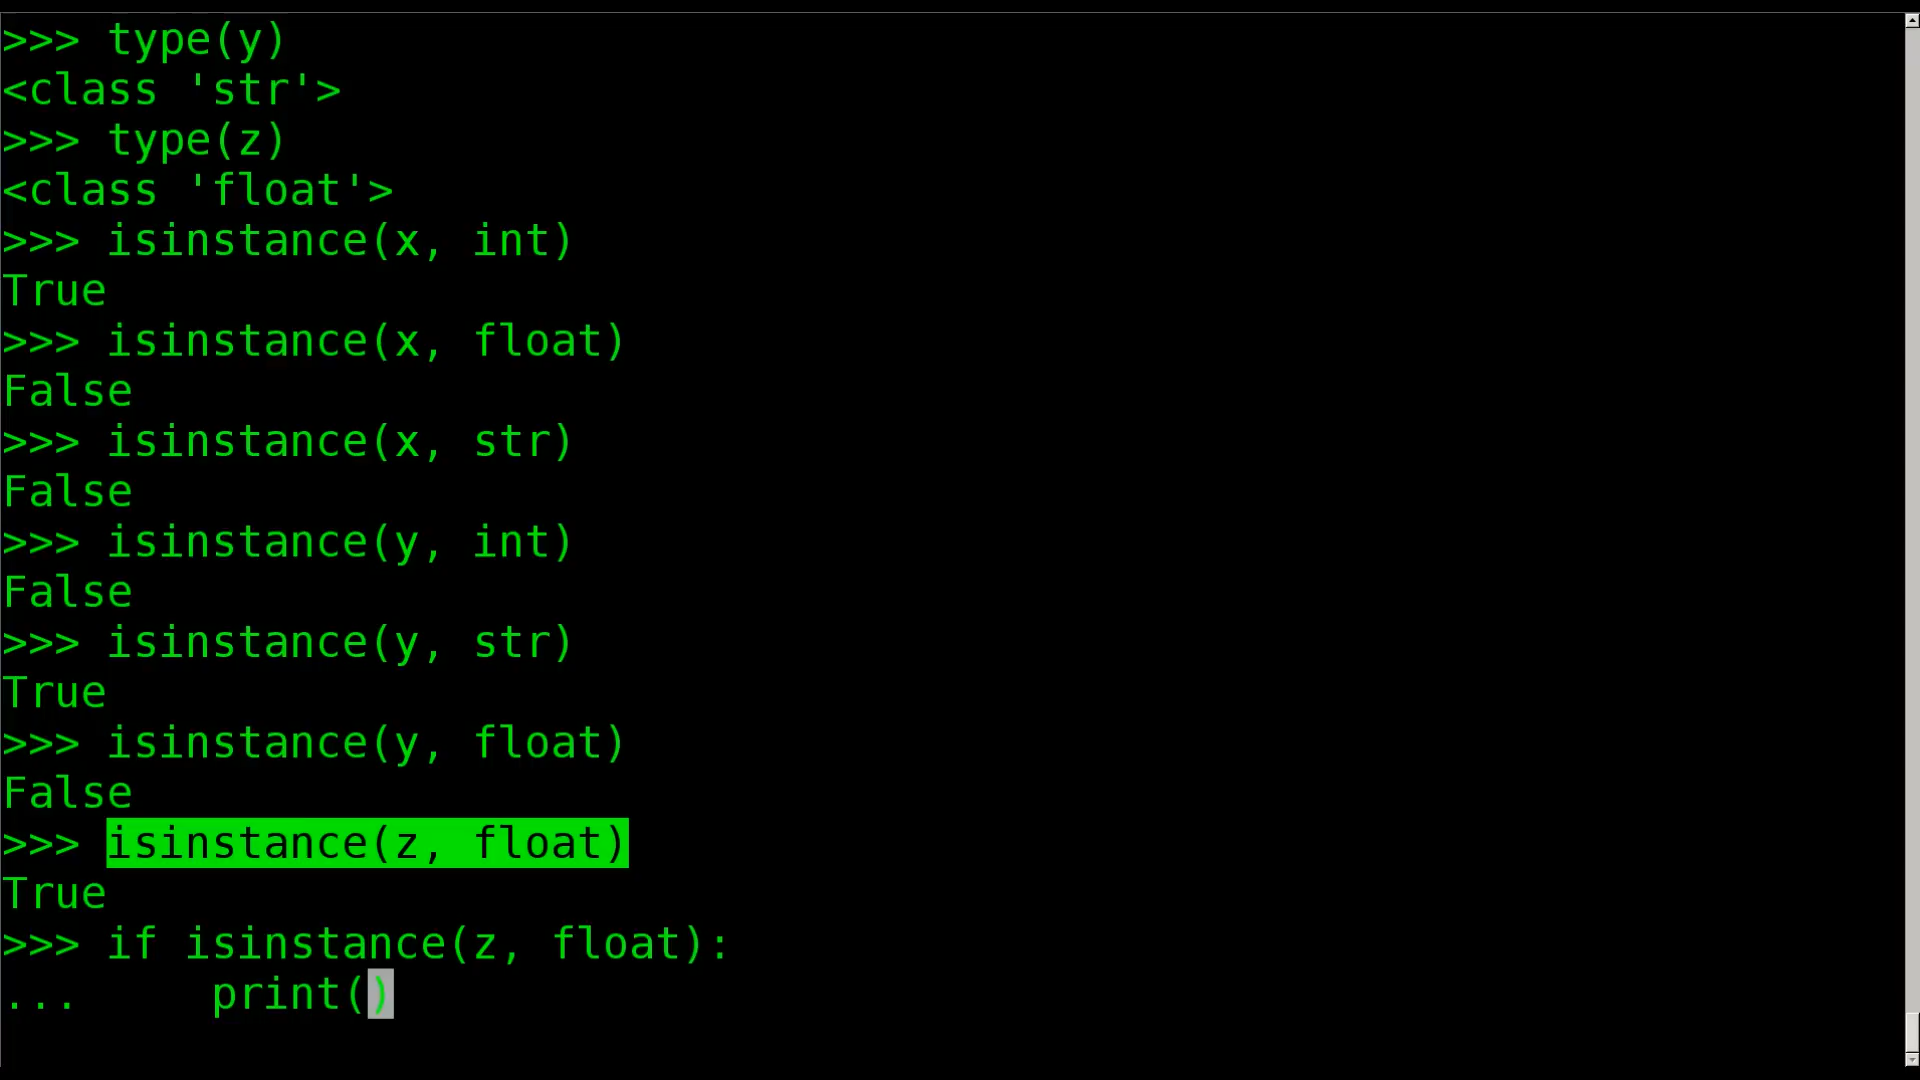 >>> type(y)
<class 'str'>
>>> type(z)
<class 'float'>
>>> isinstance(x, int)
True
>>> isinstance(x, float)
False
>>> isinstance(x, str)
False
>>> isinstance(y, int)
False
>>> isinstance(y, str)
True
>>> isinstance(y, float)
False
>>> isinstance(z, float)
True
>>> if isinstance(z, float):
...     print()